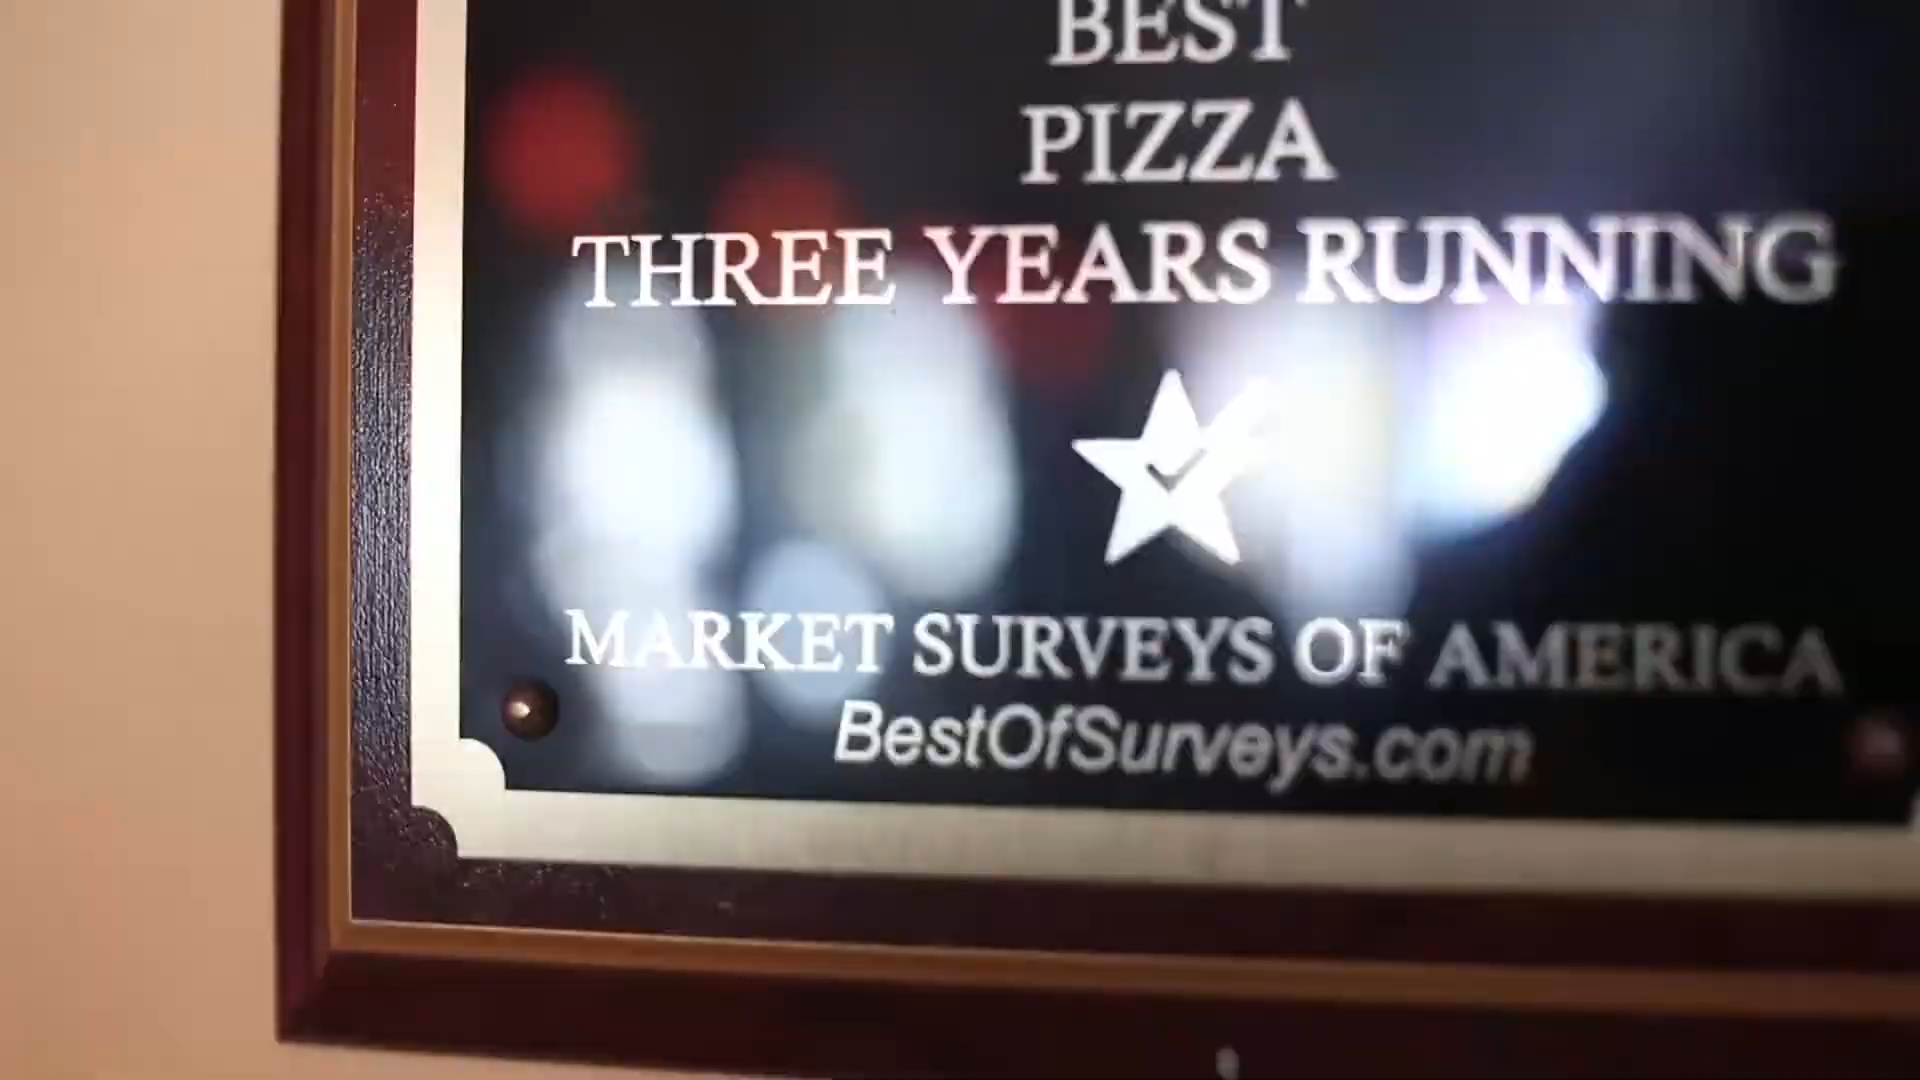 BEST
PIZZA
THREE YEARS RUNNING
MARKET SURVEYS OF AMERICA
BestOfSurveys.com